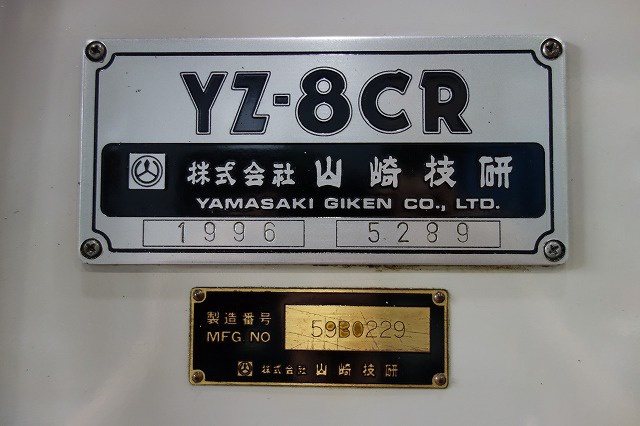 YZ-8CR
株式会社 山崎技研
YAMASAKI GIKEN CO., LTD.
1996 5289
製造番号
MFG NO 59B0229
株式会社 山崎技研